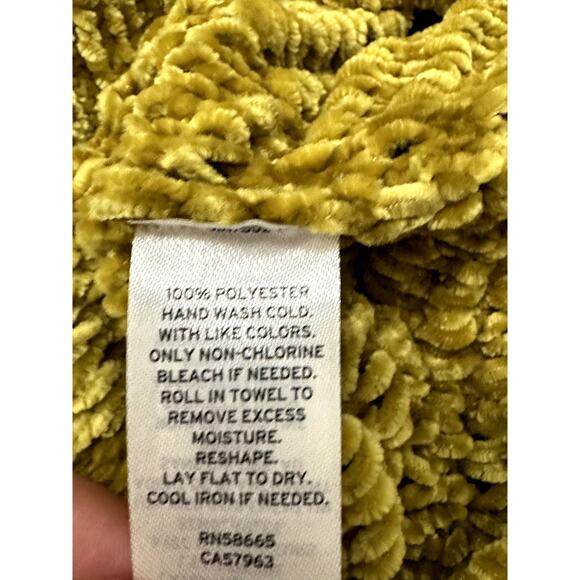 100% POLYESTER
HAND WASH COLD.
WITH LIKE COLORS.
ONLY NON-CHLORINE
BLEACH IF NEEDED.
ROLL IN TOWEL TO
REMOVE EXCESS
MOISTURE.
RESHAPE.
LAY FLAT TO DRY.
COOL IRON IF NEEDED.
RN58665
CA57963